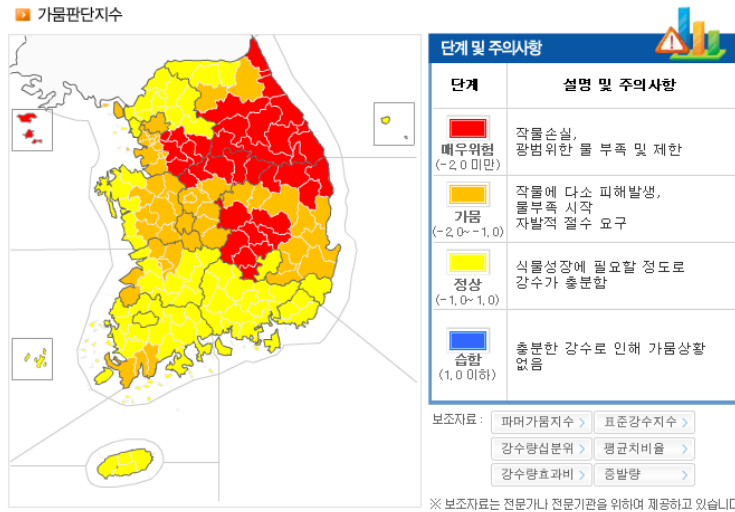 가뭄판단지수
단계 및 주의사항
단계
설명 및 주의사항
매우위험
(-2,0 미만)
작물손실,
광범위한 물 부족 및 제한
가뭄
(-2,0~-1,0)
작물에 다소 피해발생,
물부족 시작
자발적 절수 요구
정상
(-1,0~1,0)
식물성장에 필요할 정도로
강수가 충분함
습함
(1,0 이하)
충분한 강수로 인해 가뭄상황
없음
보조자료 :
파머가뭄지수
표준강수지수
강수량십분위
평균치비율
강수량효과비
증발량
※ 보조자료는 전문가나 전문기관을 위하여 제공하고 있습니다